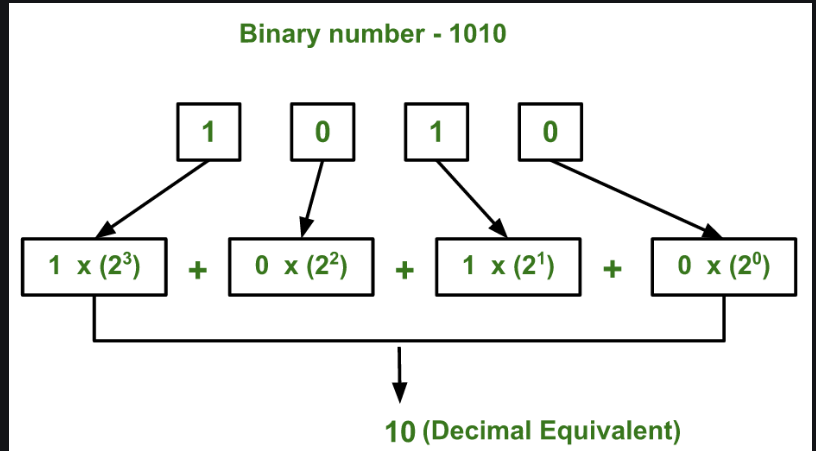 Binary number - 1010
1 0 1 0
1 x (2³) + 0 x (2²) + 1 x (2¹) + 0 x (2⁰)
10 (Decimal Equivalent)